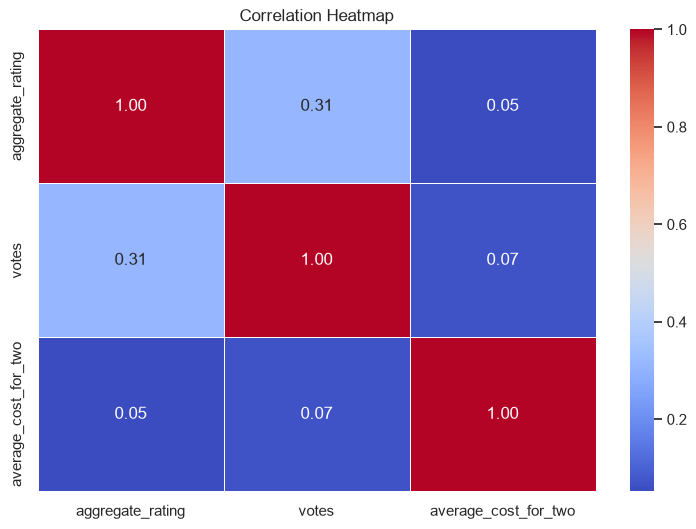 Correlation Heatmap
aggregate_rating
1.00
0.31
0.05
votes
0.31
1.00
0.07
average_cost_for_two
0.05
0.07
1.00
aggregate_rating
votes
average_cost_for_two
1.0
0.8
0.6
0.4
0.2